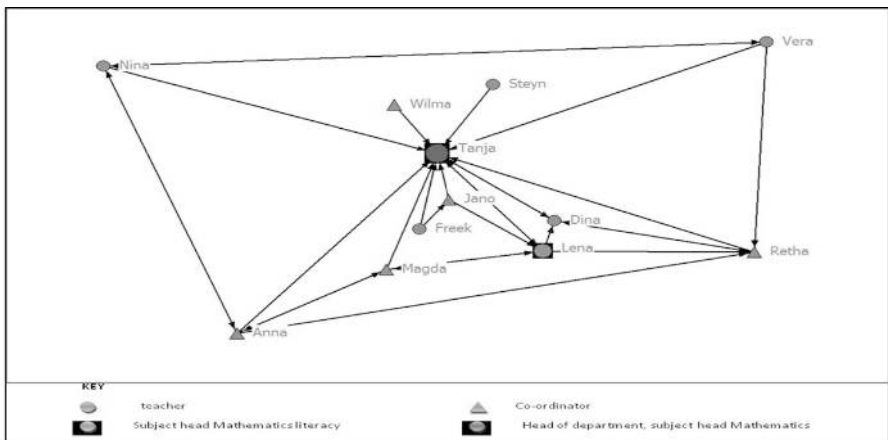 Vera
Nina
Steyn
Wilma
Tanja
Jano
Dina
Freek
Lena
Retha
Magda
Anna
KEY
teacher
Co-ordinator
Subject head Mathematics literacy
Head of department, subject head Mathematics